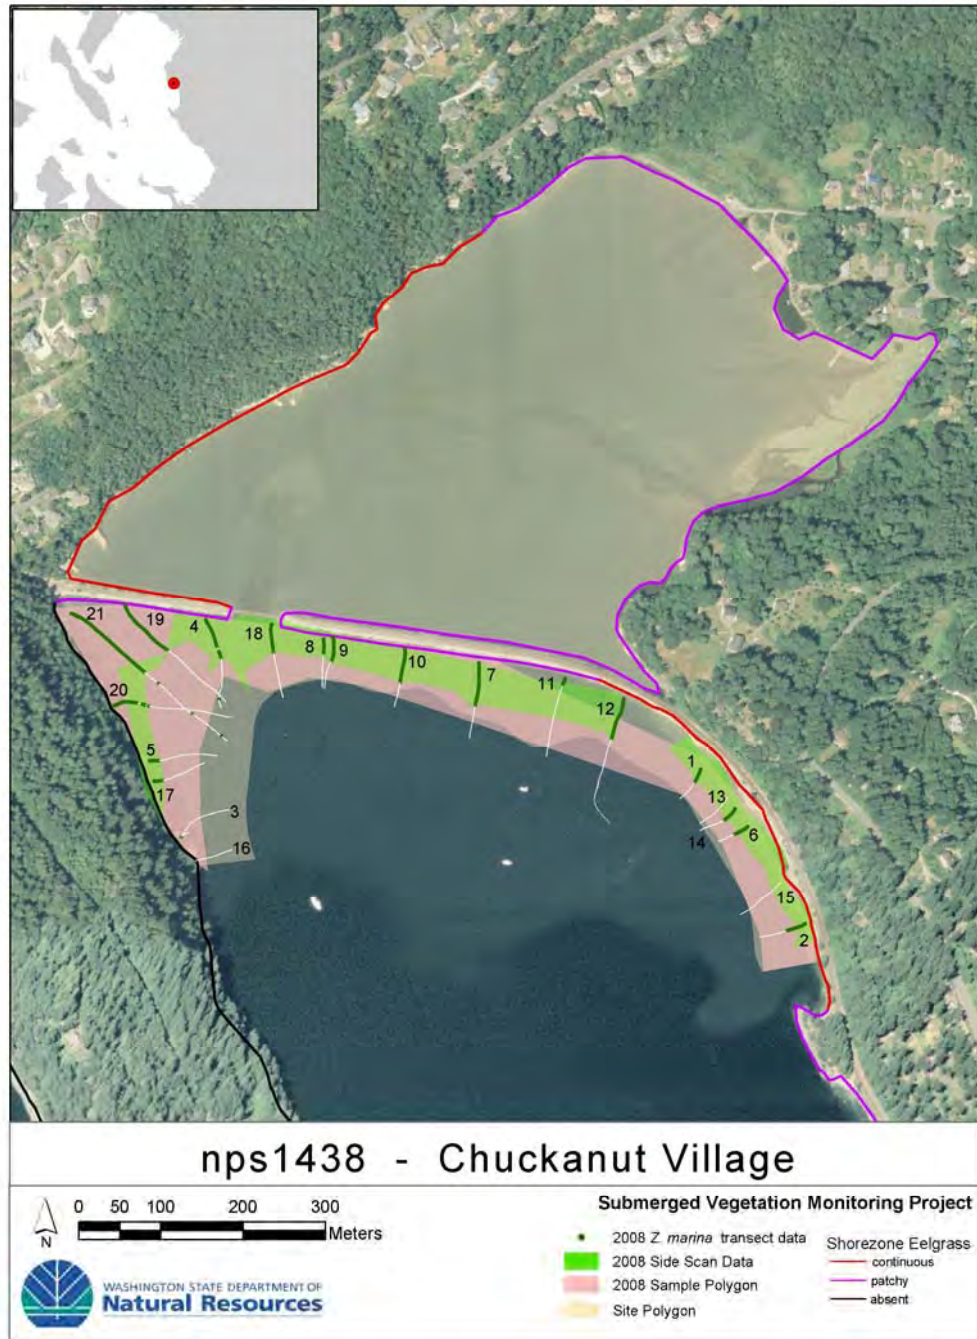 21
19
4
18
8
9
10
7
11
12
20
5
17
3
16
1
13
6
14
15
2
nps1438 - Chuckanut Village
0 50 100 200 300
Meters
N
WASHINGTON STATE DEPARTMENT OF
Natural Resources
Submerged Vegetation Monitoring Project
2008 Z. marina transect data
2008 Side Scan Data
2008 Sample Polygon
Site Polygon
Shorezone Eelgrass
continuous
patchy
absent